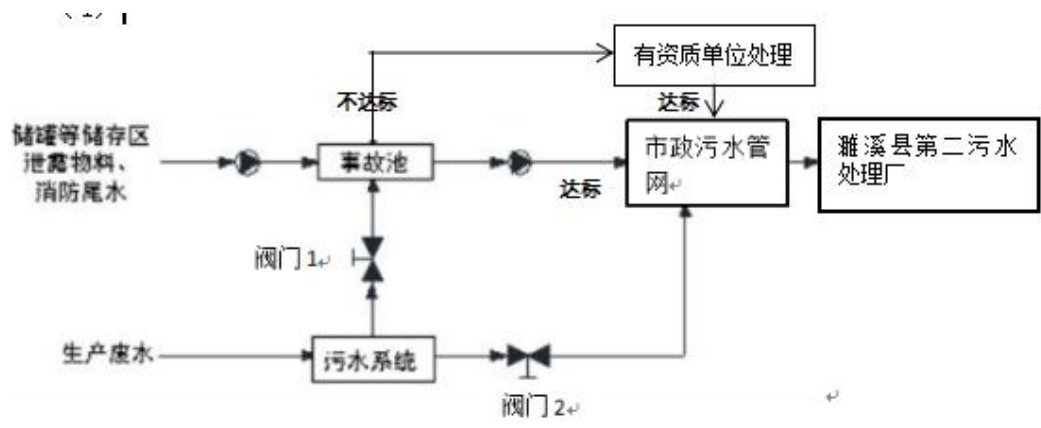 有资质单位处理
不达标
达标
储罐等储存区
泄露物料、
消防尾水
事故池
市政污水管
网
濉溪县第二污水
处理厂
达标
阀门1
生产废水
污水系统
阀门2